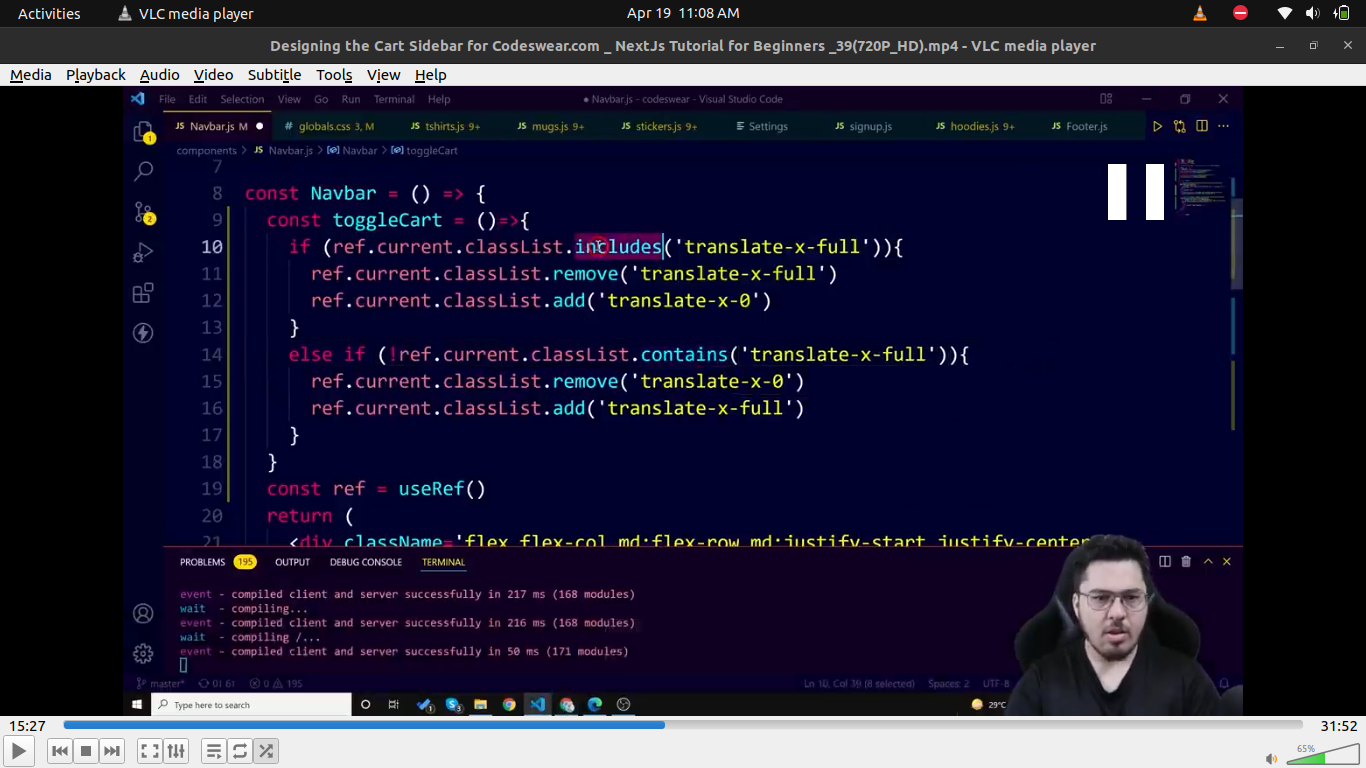 Activities VLC media player Apr 19 11:08 AM
Designing the Cart Sidebar for Codeswear.com _ NextJs Tutorial for Beginners _39(720P_HD).mp4 - VLC media player
Media Playback Audio Video Subtitle Tools View Help
File Edit Selection View Go Run Terminal Help ● Navbar.js - codeswear - Visual Studio Code
JS Navbar.js M ● # globals.css 3, M JS tshirts.js 9+ JS mugs.js 9+ JS stickers.js 9+ Settings JS signup.js JS hoodies.js 9+ JS Footer.js
components > JS Navbar.js > Navbar > toggleCart
7
8 const Navbar = () => {
9 const toggleCart = ()=>{
10 if (ref.current.classList.includes('translate-x-full')){
11 ref.current.classList.remove('translate-x-full')
12 ref.current.classList.add('translate-x-0')
13 }
14 else if (!ref.current.classList.contains('translate-x-full')){
15 ref.current.classList.remove('translate-x-0')
16 ref.current.classList.add('translate-x-full')
17 }
18 }
19 const ref = useRef()
20 return (
21 <div className='flex flex-col md:flex-row md:justify-start justify-center
PROBLEMS 195 OUTPUT DEBUG CONSOLE TERMINAL
event - compiled client and server successfully in 217 ms (168 modules)
wait - compiling...
event - compiled client and server successfully in 216 ms (168 modules)
wait - compiling /...
event - compiled client and server successfully in 50 ms (171 modules)
master* 0 195 Ln 10, Col 39 (8 selected) Spaces: 2 UTF-8
Type here to search 29°C
15:27 31:52
65%